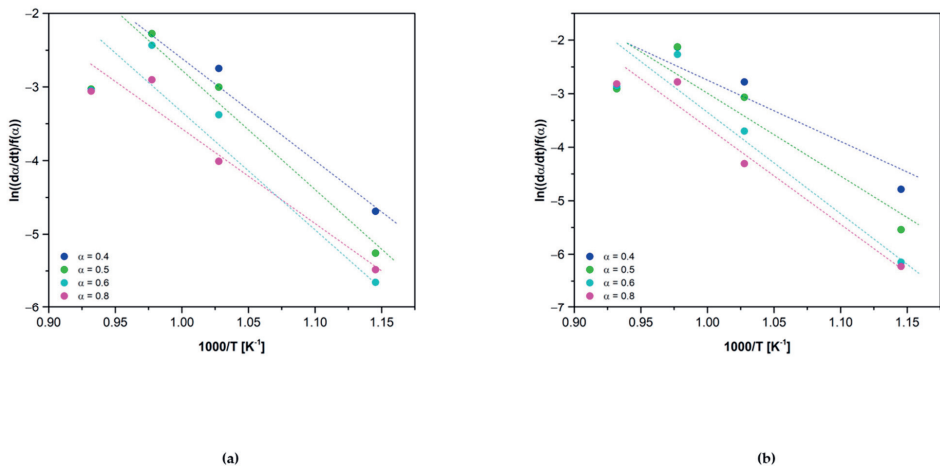 −2
−3
−4
−5
−6
ln((dα/dt)/f(α))
α = 0.4
α = 0.5
α = 0.6
α = 0.8
0.90 0.95 1.00 1.05 1.10 1.15
1000/T [K⁻¹]
(a)
−2
−3
−4
−5
−6
−7
ln((dα/dt)/f(α))
α = 0.4
α = 0.5
α = 0.6
α = 0.8
0.90 0.95 1.00 1.05 1.10 1.15
1000/T [K⁻¹]
(b)